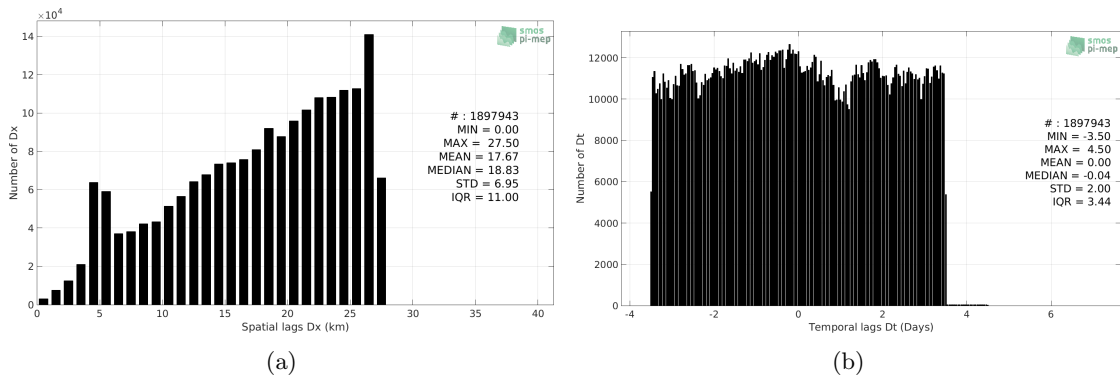 ×10⁴
14
12
10
8
6
4
2
0
Number of Dx
0 5 10 15 20 25 30 35 40
Spatial lags Dx (km)
smos
pi-mep
# : 1897943
MIN = 0.00
MAX = 27.50
MEAN = 17.67
MEDIAN = 18.83
STD = 6.95
IQR = 11.00
(a)
12000
10000
8000
6000
4000
2000
0
Number of Dt
-4 -2 0 2 4 6
Temporal lags Dt (Days)
smos
pi-mep
# : 1897943
MIN = -3.50
MAX = 4.50
MEAN = 0.00
MEDIAN = -0.04
STD = 2.00
IQR = 3.44
(b)